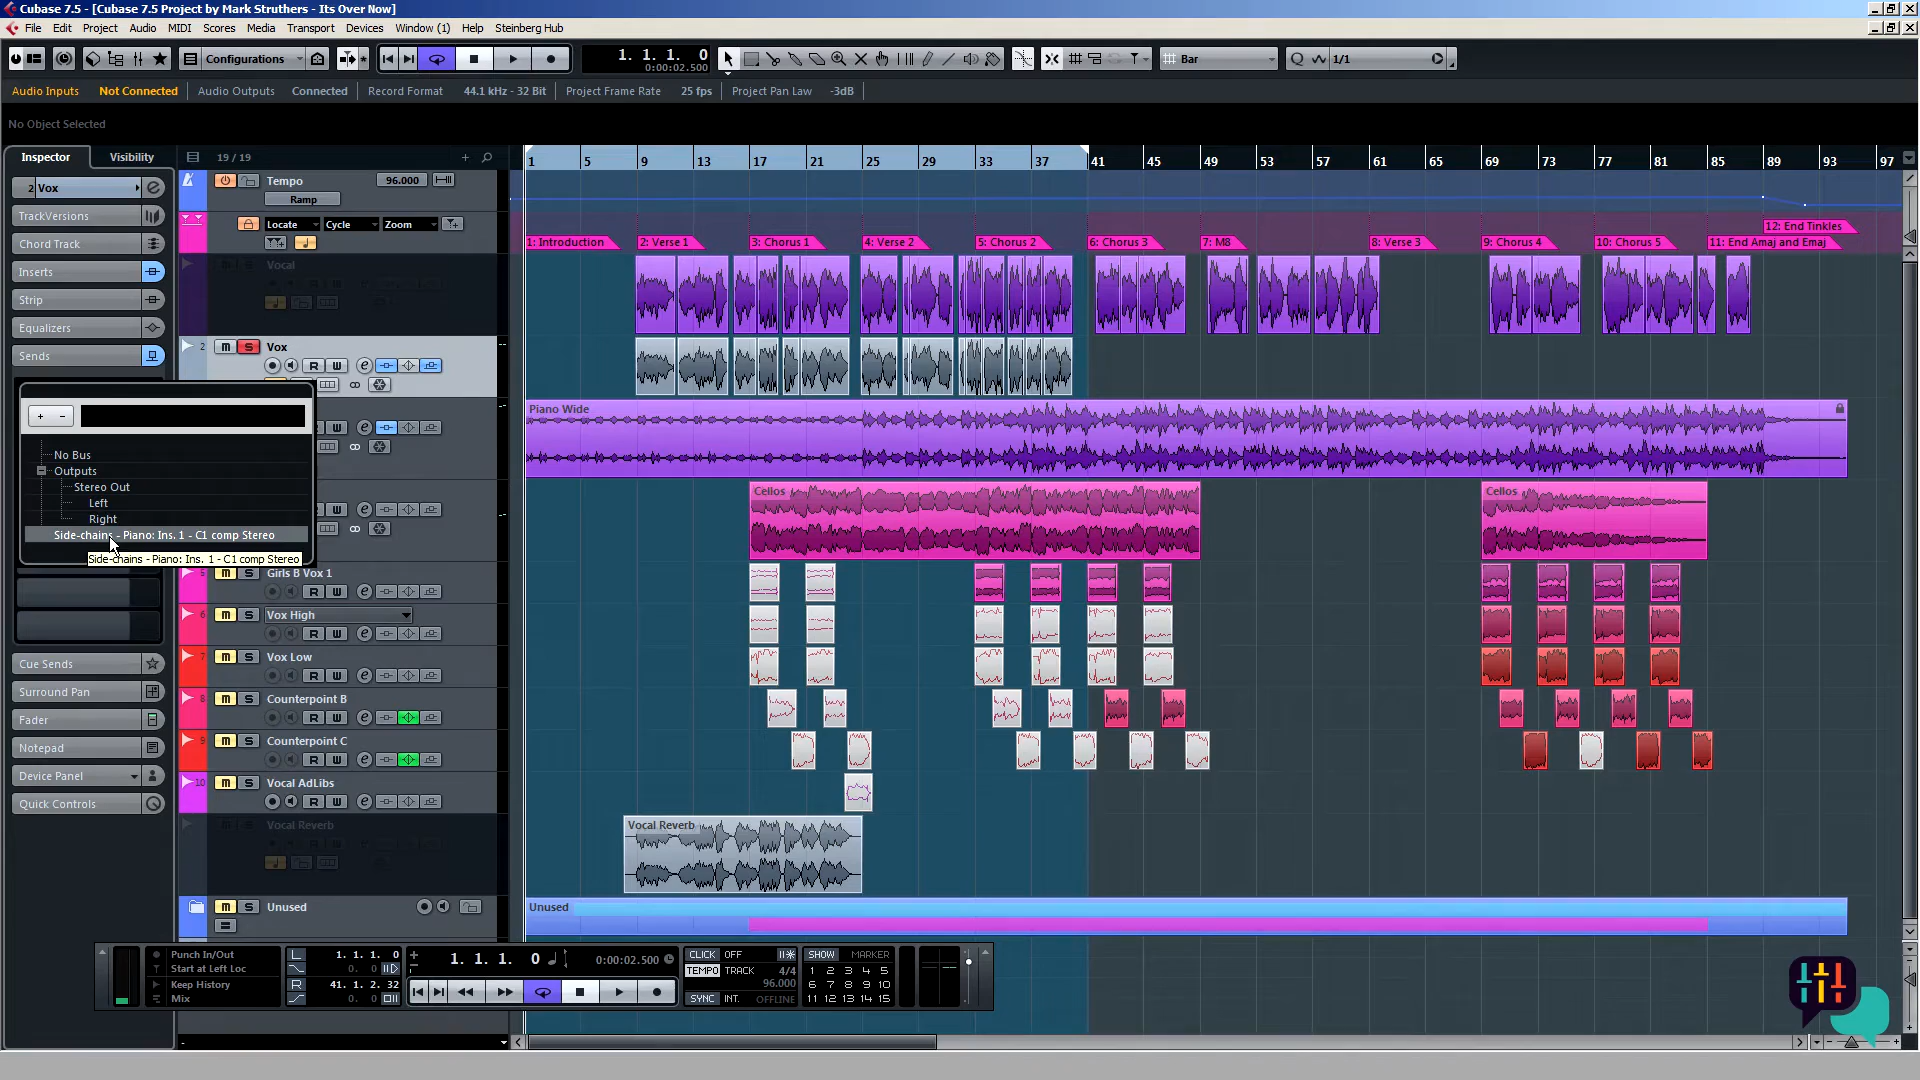 Cubase 7.5 - [Cubase 7.5 Project by Mark Struthers - Its Over Now]
File Edit Project Audio MIDI Scores Media Transport Devices Window (1) Help Steinberg Hub
Configurations 1. 1. 1. 0 0:00:02.500 Bar Q 1/1
Audio Inputs Not Connected Audio Outputs Connected Record Format 44.1 kHz - 32 Bit Project Frame Rate 25 fps Project Pan Law -3dB
No Object Selected
Inspector Visibility 19 / 19
1 5 9 13 17 21 25 29 33 37 41 45 49 53 57 61 65 69 73 77 81 85 89 93 97
2 Vox
TrackVersions
Chord Track
Inserts
Strip
Equalizers
Sends
No Bus
Outputs
Stereo Out
Left
Right
Side-chains - Piano: Ins. 1 - C1 comp Stereo
Side-chains - Piano: Ins. 1 - C1 comp Stereo
Cue Sends
Surround Pan
Fader
Notepad
Device Panel
Quick Controls
Tempo 96.000
Ramp
Locate Cycle Zoom
Vocal
2 m S Vox
R W e
5 m S Girls B Vox 1
R W e
6 m S Vox High
R W e
7 m S Vox Low
R W e
8 m S Counterpoint B
R W e
9 m S Counterpoint C
R W e
10 m S Vocal AdLibs
R W e
Vocal Reverb
m S Unused
12: End Tinkles
1: Introduction 2: Verse 1 3: Chorus 1 4: Verse 2 5: Chorus 2 6: Chorus 3 7: M8 8: Verse 3 9: Chorus 4 10: Chorus 5 11: End Amaj and Emaj
Piano Wide
Cellos Cellos
Vocal Reverb
Unused
Punch In/Out
Start at Left Loc
Keep History
Mix
L 1. 1. 1. 0
0. 0
R 41. 1. 2. 32
0. 0
1. 1. 1. 0 0:00:02.500
CLICK OFF
TEMPO TRACK 4/4
96.000
SYNC INT. OFFLINE
SHOW MARKER
1 2 3 4 5
6 7 8 9 10
11 12 13 14 15